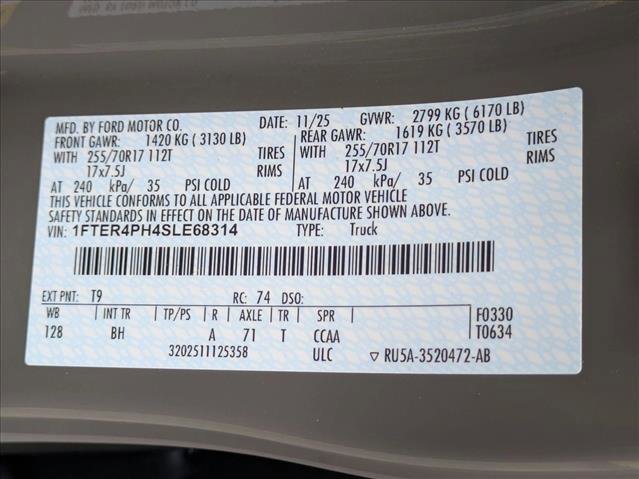 MFD. BY FORD MOTOR CO. DATE: 11/25 GVWR: 2799 KG ( 6170 LB)
FRONT GAWR: 1420 KG ( 3130 LB) REAR GAWR: 1619 KG ( 3570 LB)
WITH 255/70R17 112T TIRES WITH 255/70R17 112T TIRES
17x7.5J RIMS 17x7.5J RIMS
AT 240 kPa/ 35 PSI COLD AT 240 kPa/ 35 PSI COLD
THIS VEHICLE CONFORMS TO ALL APPLICABLE FEDERAL MOTOR VEHICLE
SAFETY STANDARDS IN EFFECT ON THE DATE OF MANUFACTURE SHOWN ABOVE.
VIN: 1FTER4PH4SLE68314 TYPE: Truck
EXT PNT: T9 RC: 74 DSO:
WB INT TR TP/PS R AXLE TR SPR F0330
128 BH A 71 T CCAA T0634
3202511125358 ULC ▽ RU5A-3520472-AB